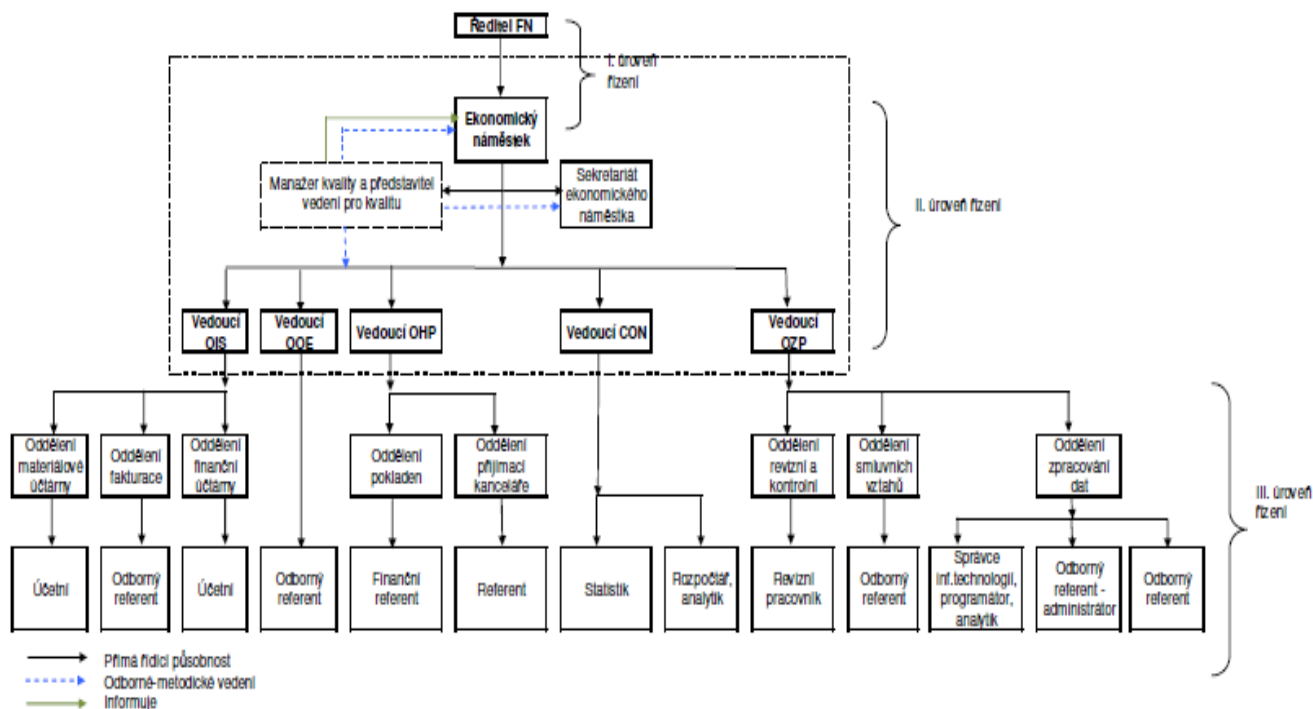 Ředitel FN
I. úroveň
řízení
Ekonomický
náměstek
Manažer kvality a představitel
vedení pro kvalitu
Sekretariát
ekonomického
náměstka
II. úroveň řízení
Vedoucí
OIS
Vedoucí
OOE
Vedoucí OHP
Vedoucí CON
Vedoucí
OZP
Oddělení
materiálové
účtárny
Oddělení
fakturace
Oddělení
finanční
účtárny
Oddělení
pokladen
Oddělení
přijímací
kanceláře
Oddělení
revizní a
kontrolní
Oddělení
smluvních
vztahů
Oddělení
zpracování
dat
III. úroveň
řízení
Účetní
Odborný
referent
Účetní
Odborný
referent
Finanční
referent
Referent
Statistik
Rozpočtář,
analytik
Revizní
pracovník
Odborný
referent
Správce
inf.technologií,
programátor,
analytik
Odborný
referent -
administrátor
Odborný
referent
Přímá řídící působnost
Odborně-metodické vedení
Informuje